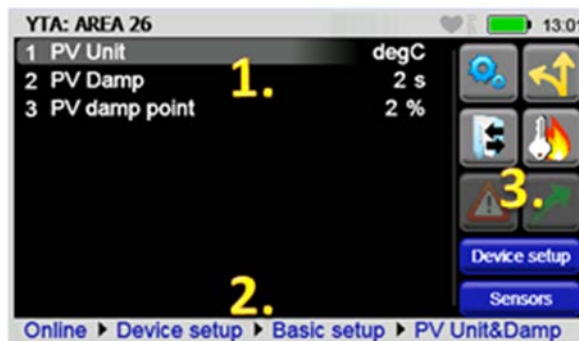 YTA: AREA 26 13:01
1 PV Unit degC
2 PV Damp 2 s
3 PV damp point 2 %
1.
2.
3.
Device setup
Sensors
Online ▶ Device setup ▶ Basic setup ▶ PV Unit&Damp